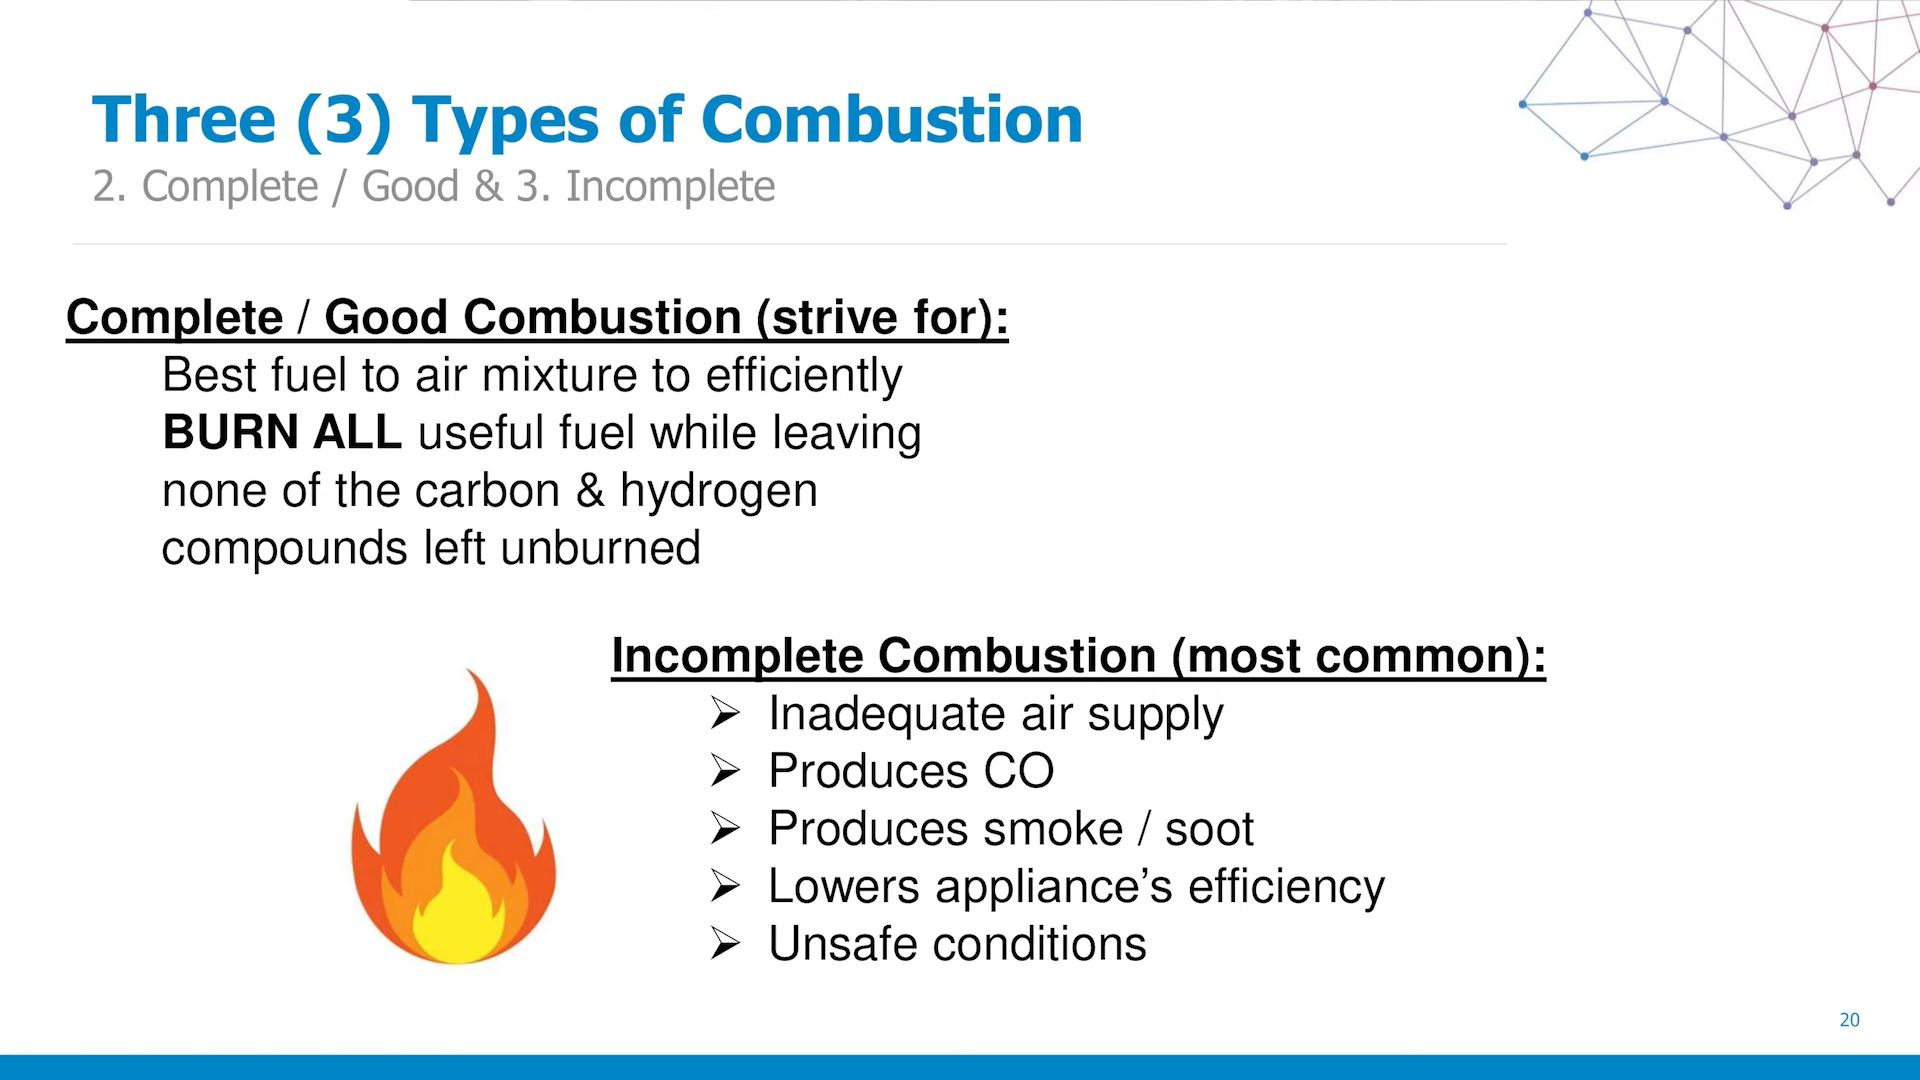 Three (3) Types of Combustion
2. Complete / Good & 3. Incomplete
Complete / Good Combustion (strive for):
Best fuel to air mixture to efficiently
BURN ALL useful fuel while leaving
none of the carbon & hydrogen
compounds left unburned
Incomplete Combustion (most common):
➢ Inadequate air supply
➢ Produces CO
➢ Produces smoke / soot
➢ Lowers appliance’s efficiency
➢ Unsafe conditions
20